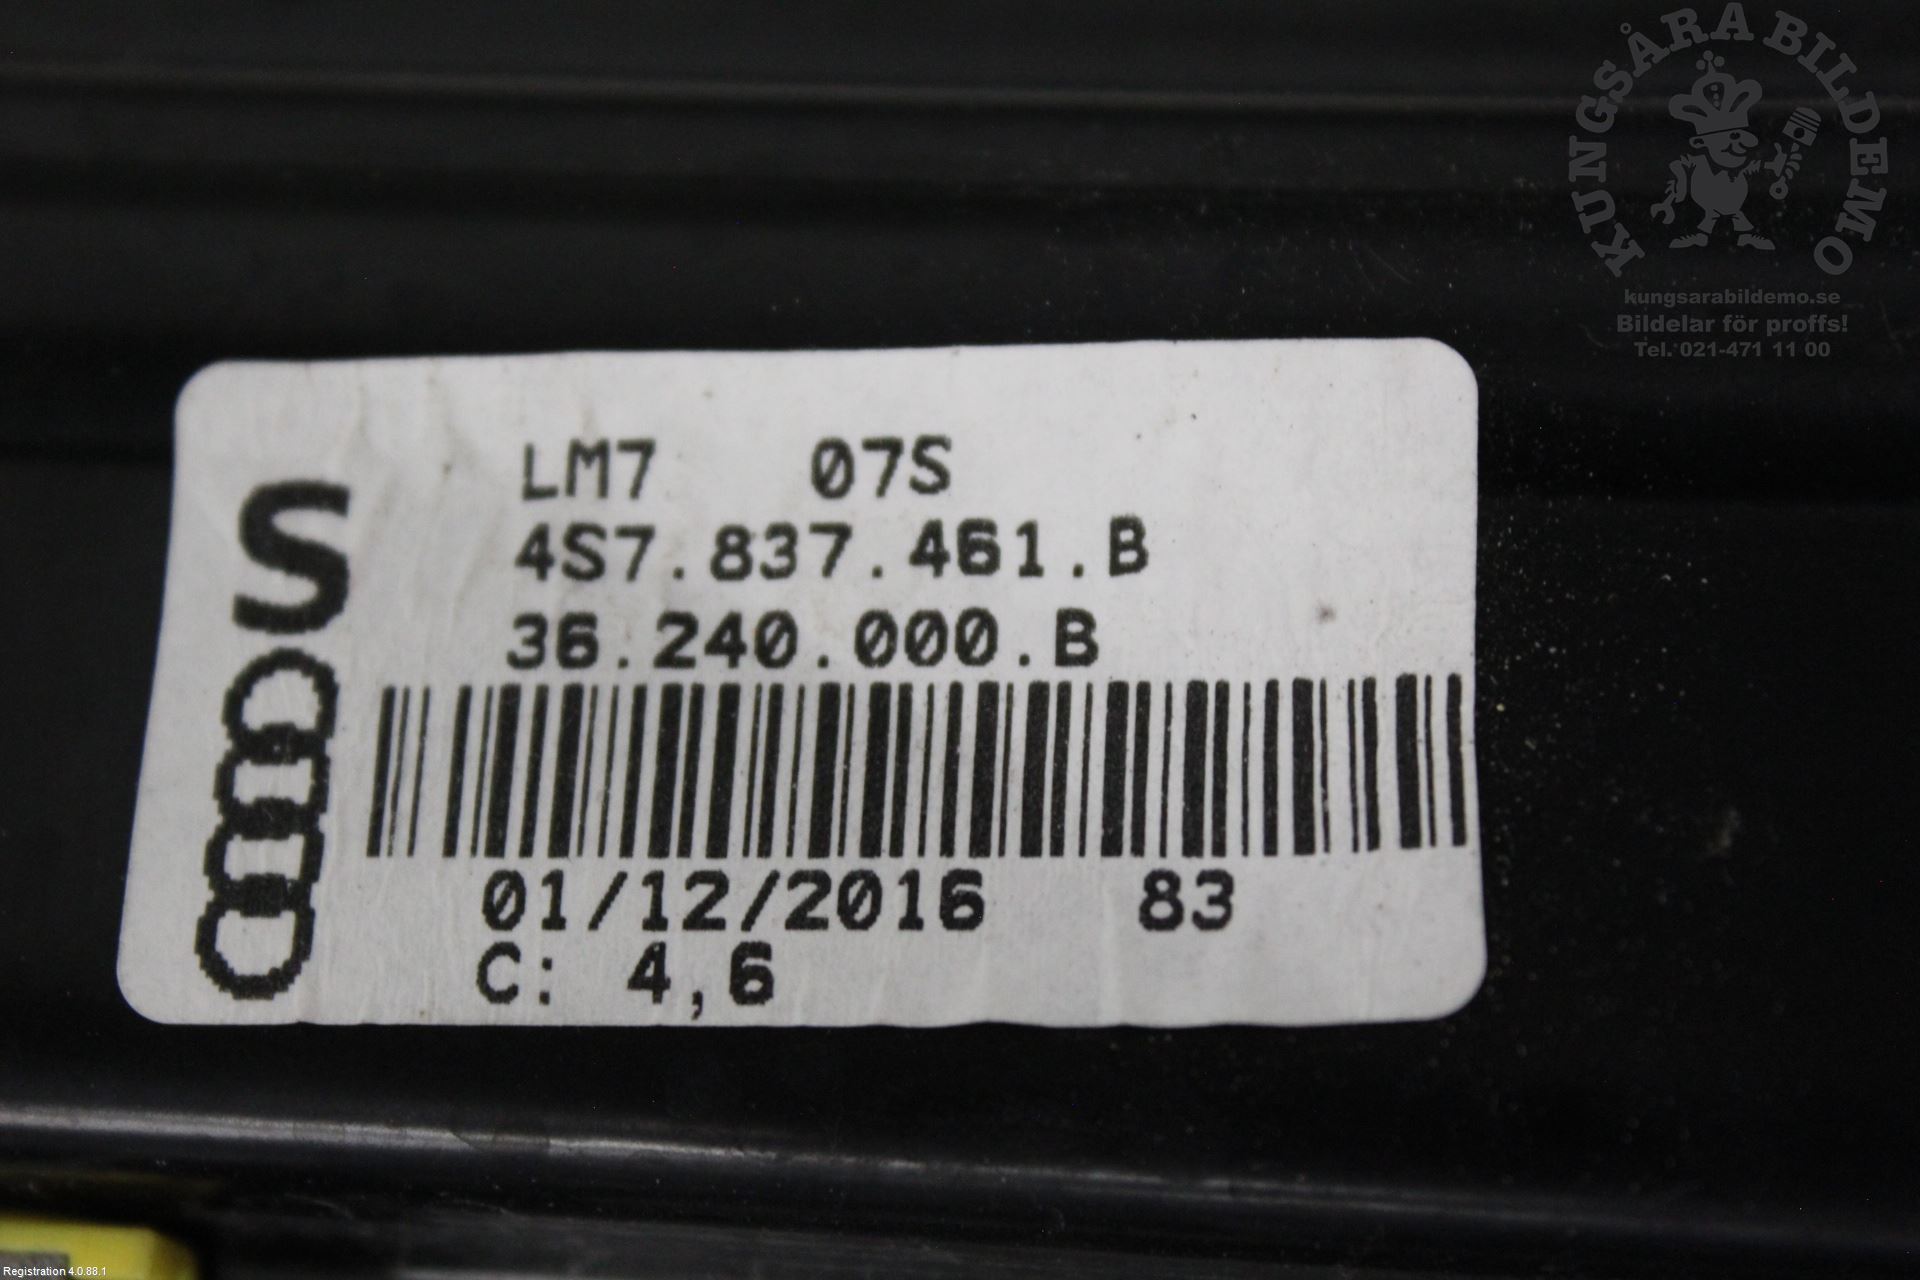 KUNGSÅRA BILDEMO
kungsarabildemo.se
Bildelar för proffs!
Tel. 021-471 11 00
LM7 07S
S
4S7.837.461.B
36.240.000.B
01/12/2016 83
C: 4,6
Registration 4.0.88.1